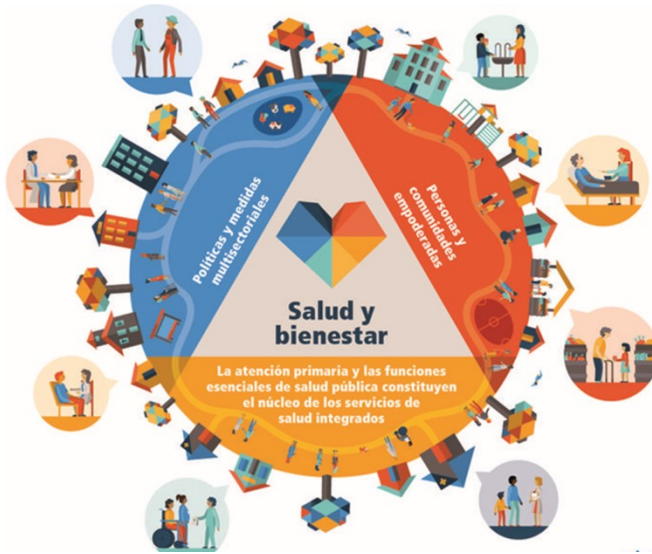 Políticas y medidas
multisectoriales
Personas y
comunidades
empoderadas
Salud y
bienestar
La atención primaria y las funciones
esenciales de salud pública constituyen
el núcleo de los servicios de
salud integrados